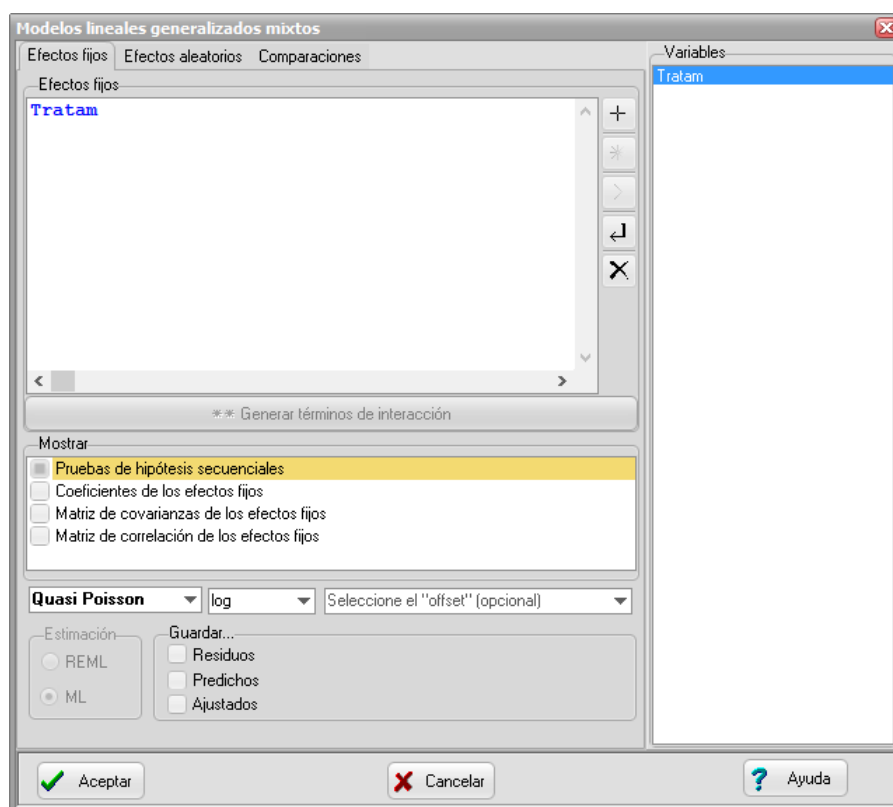 Modelos lineales generalizados mixtos
Efectos fijos Efectos aleatorios Comparaciones
Efectos fijos
Tratam
** Generar términos de interacción
Mostrar
Pruebas de hipótesis secuenciales
Coeficientes de los efectos fijos
Matriz de covarianzas de los efectos fijos
Matriz de correlación de los efectos fijos
Quasi Poisson log Seleccione el "offset" (opcional)
Estimación
REML
ML
Guardar...
Residuos
Predichos
Ajustados
Variables
Tratam
Aceptar Cancelar ? Ayuda